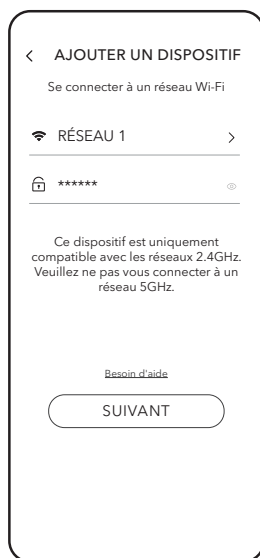 AJOUTER UN DISPOSITIF
Se connecter à un réseau Wi-Fi
RÉSEAU 1
******
Ce dispositif est uniquement
compatible avec les réseaux 2.4GHz.
Veuillez ne pas vous connecter à un
réseau 5GHz.
Besoin d'aide
SUIVANT